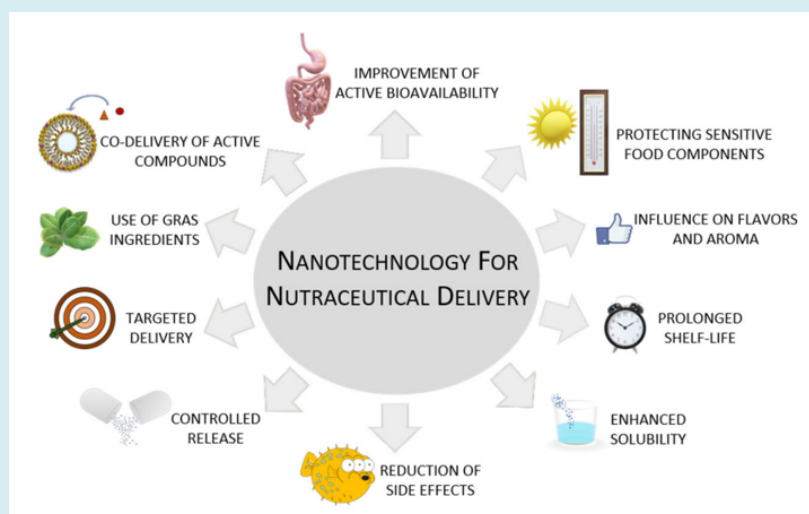 IMPROVEMENT OF
ACTIVE BIOAVAILABILITY
CO-DELIVERY OF ACTIVE
COMPOUNDS
PROTECTING SENSITIVE
FOOD COMPONENTS
USE OF GRAS
INGREDIENTS
INFLUENCE ON FLAVORS
AND AROMA
NANOTECHNOLOGY FOR
NUTRACEUTICAL DELIVERY
TARGETED
DELIVERY
PROLONGED
SHELF-LIFE
CONTROLLED
RELEASE
ENHANCED
SOLUBILITY
REDUCTION OF
SIDE EFFECTS